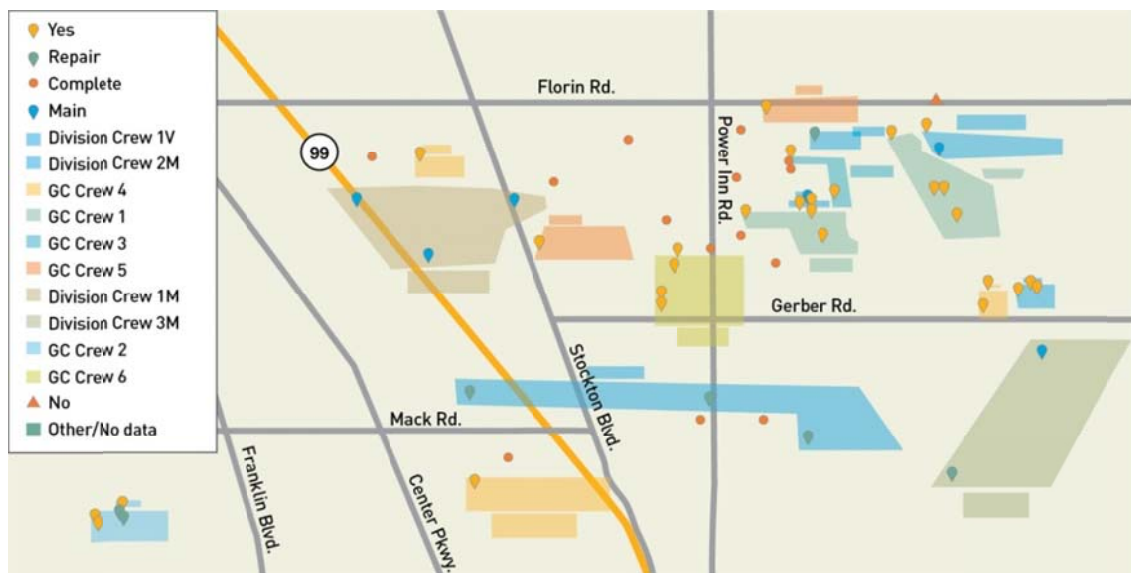 Yes
Repair
Complete
Main
Division Crew 1V
Division Crew 2M
GC Crew 4
GC Crew 1
GC Crew 3
GC Crew 5
Division Crew 1M
Division Crew 3M
GC Crew 2
GC Crew 6
No
Other/No data
Florin Rd.
99
Power Inn Rd.
Gerber Rd.
Stockton Blvd.
Mack Rd.
Franklin Blvd.
Center Pkwy.